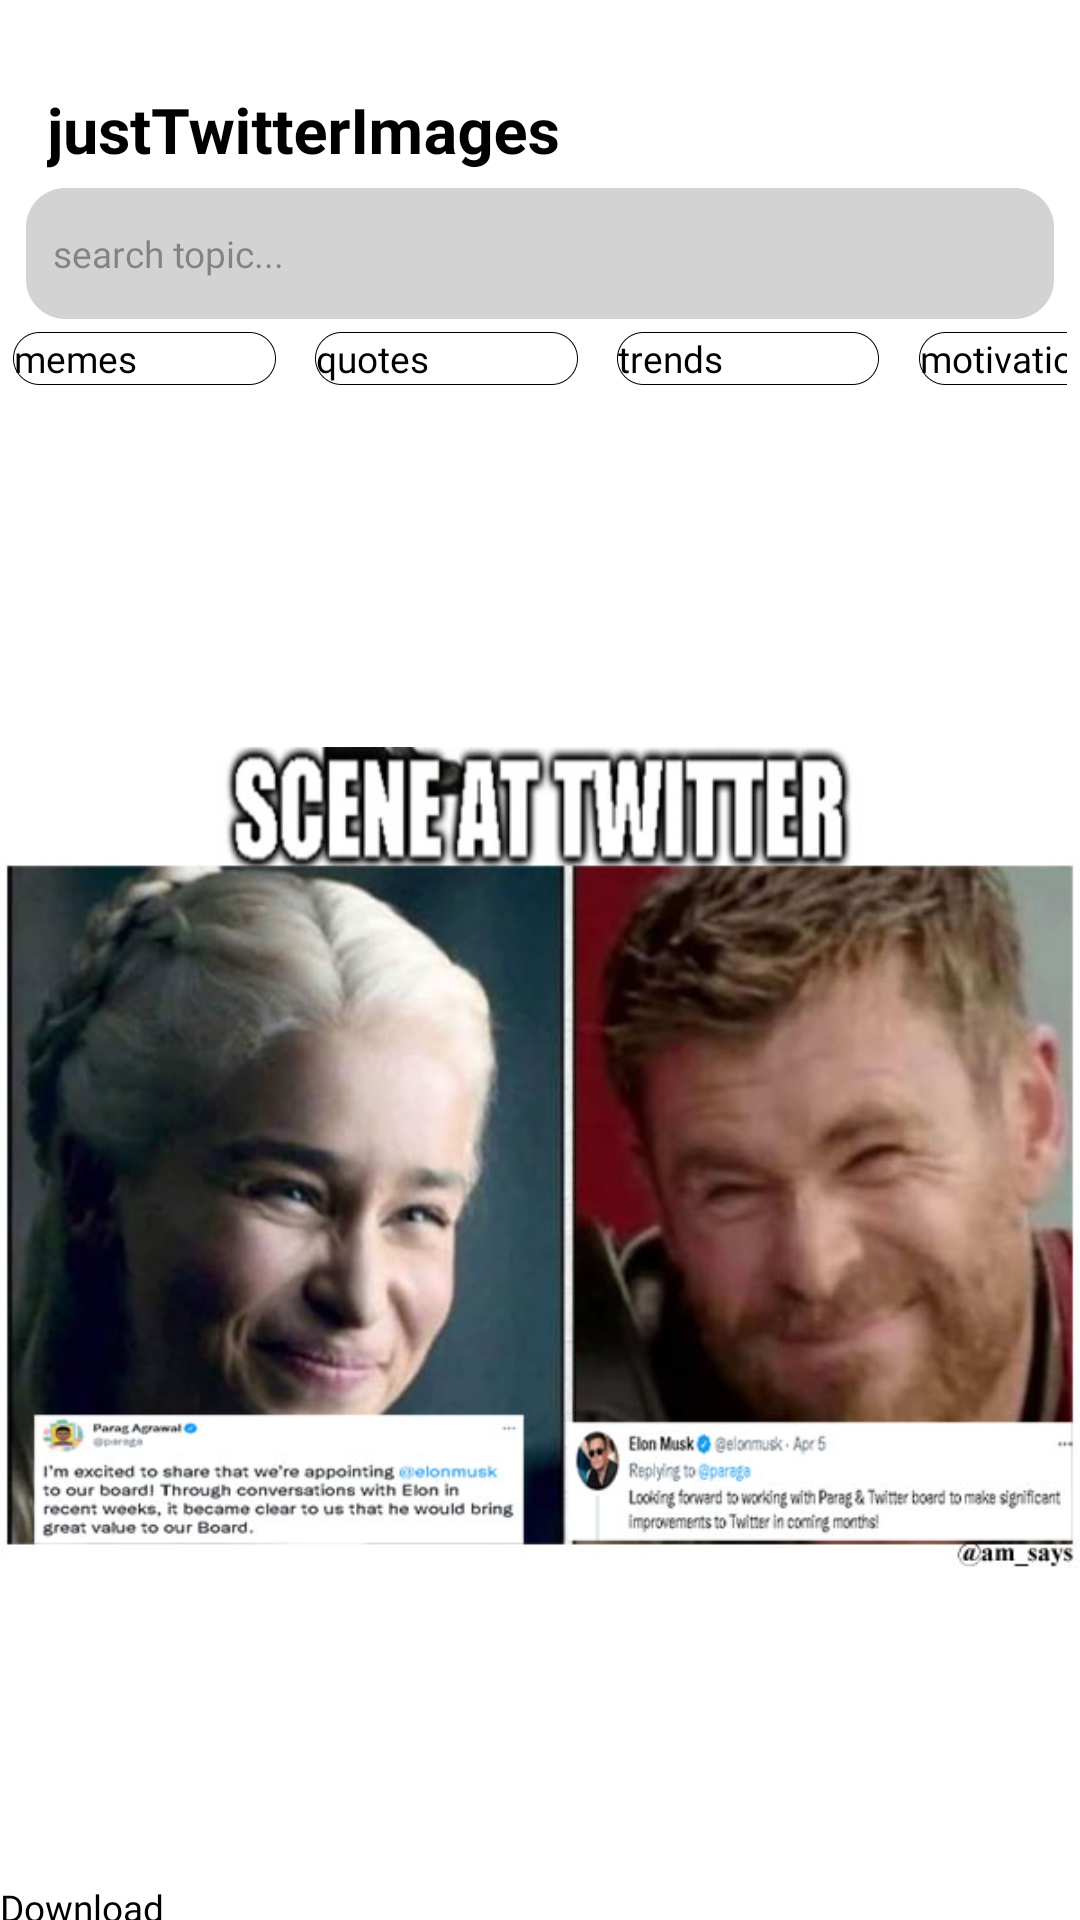 justTwitterImages
search topic...
memes
quotes
trends
motivatio
SCENE AT TWITTER
Parag Agrawal
@paraga
I'm excited to share that we're appointing @elonmusk
to our board! Through conversations with Elon in
recent weeks, it became clear to us that he would bring
great value to our Board.
Elon Musk @elonmusk · Apr 5
Replying to @paraga
Looking forward to working with Parag & Twitter board to make significant
improvements to Twitter in coming months!
@am_says
Download